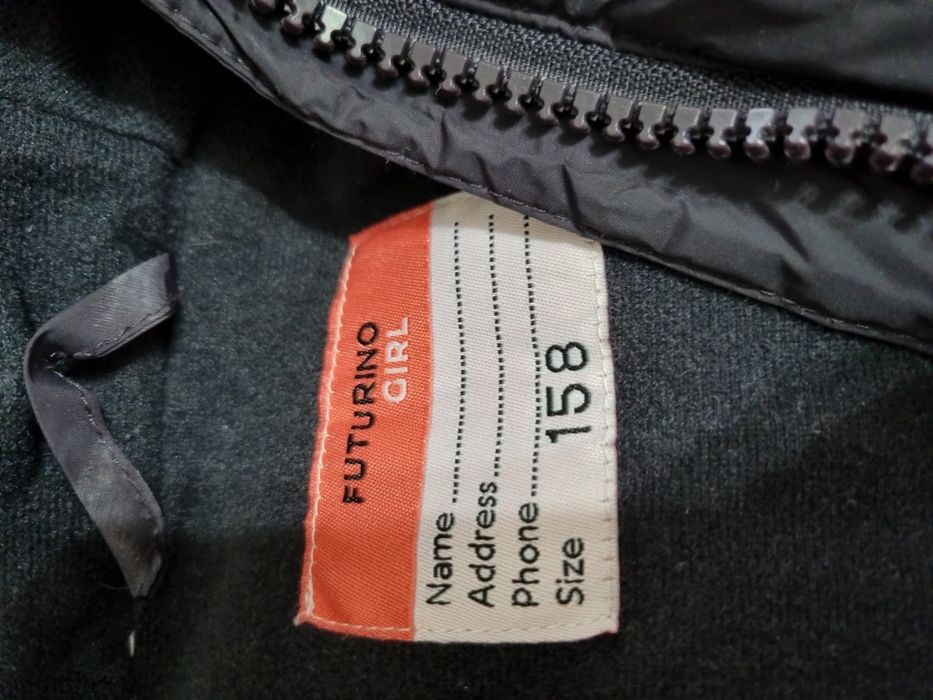 FUTURINO
GIRL
Name
Address
Phone
Size 158